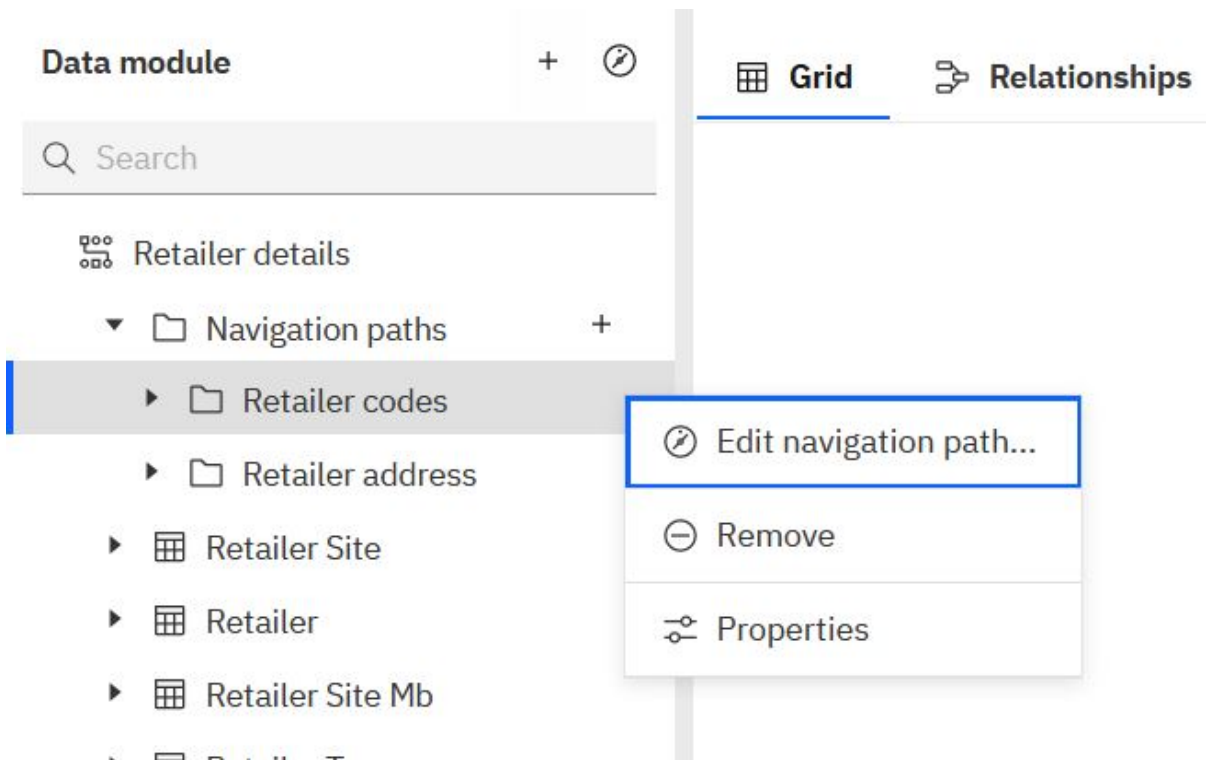 Data module
Grid
Relationships
Search
Retailer details
Navigation paths
Retailer codes
Edit navigation path...
Retailer address
Remove
Retailer Site
Retailer
Properties
Retailer Site Mb